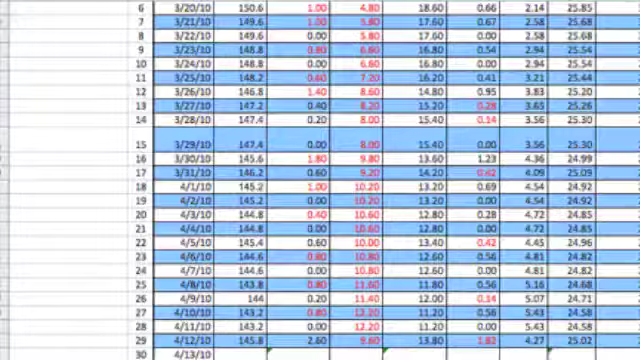 6 3/20/10 150.6 1.00 4.80 18.60 0.66 2.14 25.85
7 3/21/10 149.6 1.00 5.80 17.60 0.67 2.58 25.68
8 3/22/10 149.6 0.00 5.80 17.60 0.00 2.58 25.68
9 3/23/10 148.8 0.80 6.60 16.80 0.54 2.94 25.54
10 3/24/10 148.8 0.00 6.60 16.80 0.00 2.94 25.54
11 3/25/10 148.2 0.60 7.20 16.20 0.41 3.21 25.44
12 3/26/10 146.8 1.40 8.60 14.80 0.95 3.83 25.20
13 3/27/10 147.2 0.40 8.20 15.20 0.28 3.65 25.26
14 3/28/10 147.4 0.20 8.00 15.40 0.14 3.56 25.30
15 3/29/10 147.4 0.00 8.00 15.40 0.00 3.56 25.30
16 3/30/10 145.6 1.80 9.80 13.60 1.23 4.36 24.99
17 3/31/10 146.2 0.60 9.20 14.20 0.42 4.09 25.09
18 4/1/10 145.2 1.00 10.20 13.20 0.69 4.54 24.92
19 4/2/10 145.2 0.00 10.20 13.20 0.00 4.54 24.92
20 4/3/10 144.8 0.40 10.60 12.80 0.28 4.72 24.85
21 4/4/10 144.8 0.00 10.60 12.80 0.00 4.72 24.85
22 4/5/10 145.4 0.60 10.00 13.40 0.42 4.45 24.96
23 4/6/10 144.6 0.80 10.80 12.60 0.56 4.81 24.82
24 4/7/10 144.6 0.00 10.80 12.60 0.00 4.81 24.82
25 4/8/10 143.8 0.80 11.60 11.80 0.56 5.16 24.68
26 4/9/10 144 0.20 11.40 12.00 0.14 5.07 24.71
27 4/10/10 143.2 0.80 12.20 11.20 0.56 5.43 24.58
28 4/11/10 143.2 0.00 12.20 11.20 0.00 5.43 24.58
29 4/12/10 145.8 2.60 9.60 13.80 1.82 4.27 25.02
30 4/13/10